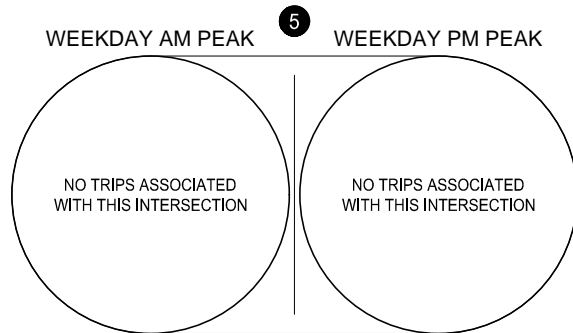 5
WEEKDAY AM PEAK
WEEKDAY PM PEAK
NO TRIPS ASSOCIATED
WITH THIS INTERSECTION
NO TRIPS ASSOCIATED
WITH THIS INTERSECTION